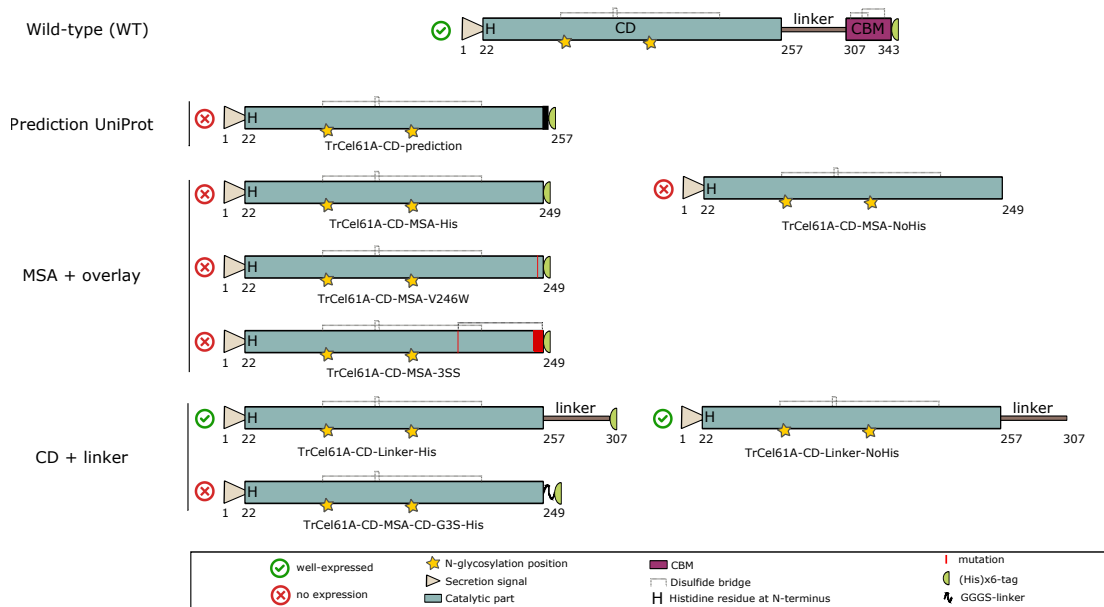 Wild-type (WT)
H
CD
linker
CBM
1 22 257 307 343
Prediction UniProt
H
1 22 257
TrCel61A-CD-prediction
MSA + overlay
H
1 22 249
TrCel61A-CD-MSA-His
H
1 22 249
TrCel61A-CD-MSA-NoHis
H
1 22 249
TrCel61A-CD-MSA-V246W
H
1 22 249
TrCel61A-CD-MSA-3SS
CD + linker
H
linker
1 22 257 307
TrCel61A-CD-Linker-His
H
linker
1 22 257 307
TrCel61A-CD-Linker-NoHis
H
1 22 249
TrCel61A-CD-MSA-CD-G3S-His
well-expressed
no expression
N-glycosylation position
Secretion signal
Catalytic part
CBM
Disulfide bridge
H Histidine residue at N-terminus
mutation
(His)x6-tag
GGGS-linker